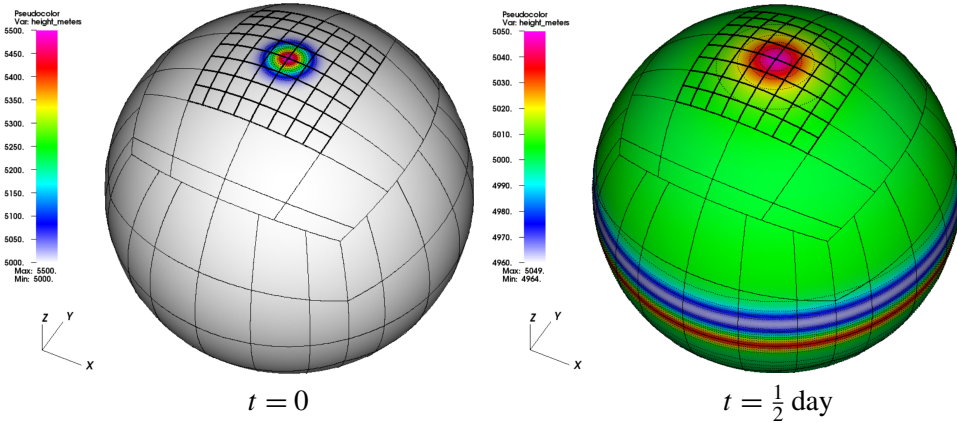 Pseudocolor
Var: height_meters
5500.
5450.
5400.
5350.
5300.
5250.
5200.
5150.
5100.
5050.
5000.
Max: 5500.
Min: 5000.
Z
Y
X
t = 0
Pseudocolor
Var: height_meters
5050.
5040.
5030.
5020.
5010.
5000.
4990.
4980.
4970.
4960.
Max: 5049.
Min: 4964.
Z
Y
X
t = 1/2 day